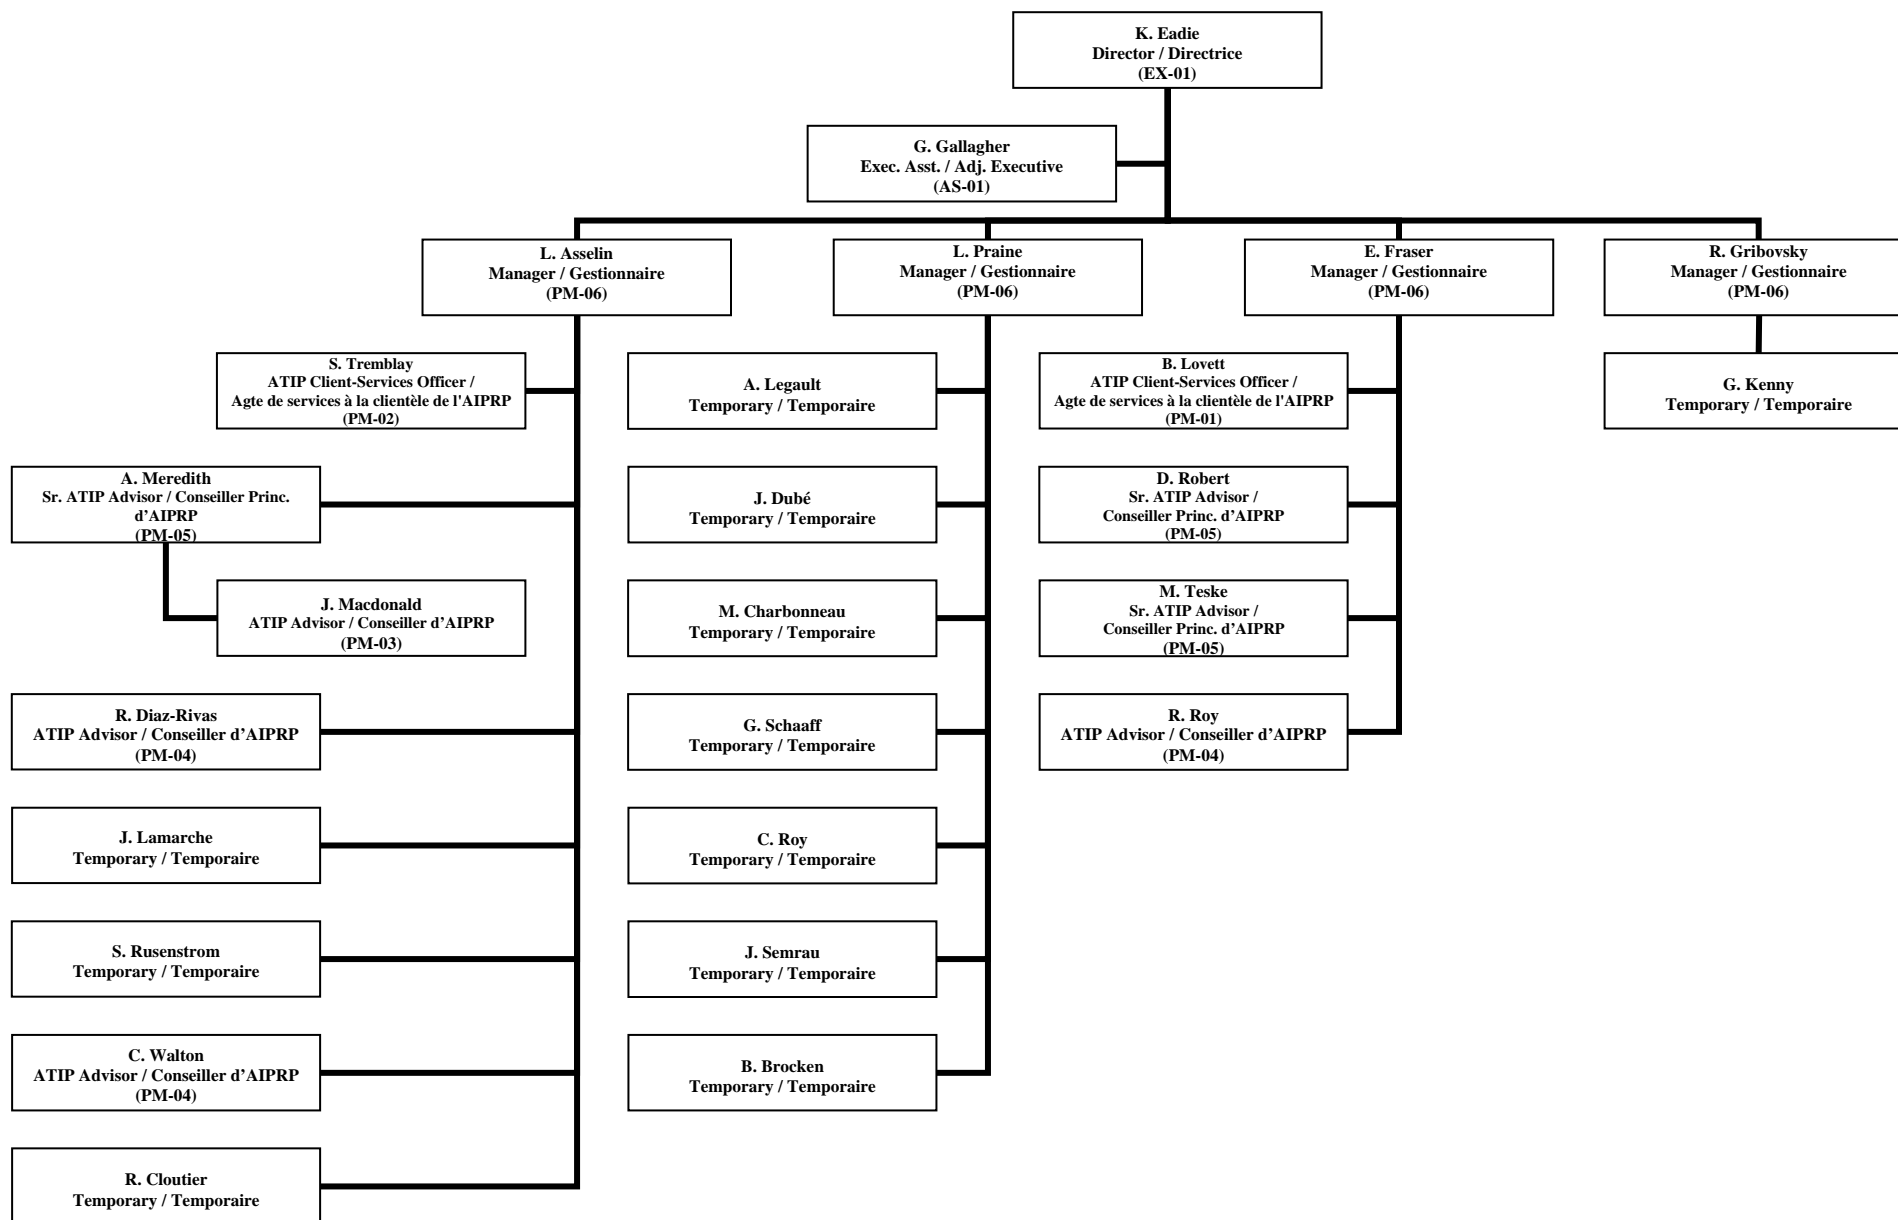 K. Eadie
Director / Directrice
(EX-01)
G. Gallagher
Exec. Asst. / Adj. Executive
(AS-01)
L. Asselin
Manager / Gestionnaire
(PM-06)
L. Praine
Manager / Gestionnaire
(PM-06)
E. Fraser
Manager / Gestionnaire
(PM-06)
R. Gribovsky
Manager / Gestionnaire
(PM-06)
S. Tremblay
ATIP Client-Services Officer /
Agte de services à la clientèle de l'AIPRP
(PM-02)
A. Legault
Temporary / Temporaire
B. Lovett
ATIP Client-Services Officer /
Agte de services à la clientèle de l'AIPRP
(PM-01)
G. Kenny
Temporary / Temporaire
A. Meredith
Sr. ATIP Advisor / Conseiller Princ.
d’AIPRP
(PM-05)
J. Dubé
Temporary / Temporaire
D. Robert
Sr. ATIP Advisor /
Conseiller Princ. d’AIPRP
(PM-05)
J. Macdonald
ATIP Advisor / Conseiller d’AIPRP
(PM-03)
M. Charbonneau
Temporary / Temporaire
M. Teske
Sr. ATIP Advisor /
Conseiller Princ. d’AIPRP
(PM-05)
R. Diaz-Rivas
ATIP Advisor / Conseiller d’AIPRP
(PM-04)
G. Schaaff
Temporary / Temporaire
R. Roy
ATIP Advisor / Conseiller d’AIPRP
(PM-04)
J. Lamarche
Temporary / Temporaire
C. Roy
Temporary / Temporaire
S. Rusenstrom
Temporary / Temporaire
J. Semrau
Temporary / Temporaire
C. Walton
ATIP Advisor / Conseiller d’AIPRP
(PM-04)
B. Brocken
Temporary / Temporaire
R. Cloutier
Temporary / Temporaire